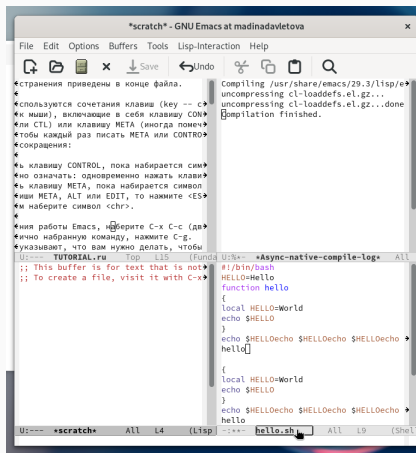 *scratch* - GNU Emacs at madinadavletova
File Edit Options Buffers Tools Lisp-Interaction Help
Save Undo
странения приведены в конце файла.
спользуются сочетания клавиш (key -- с
к мыши), включающие в себя клавишу CON
ли CTL) или клавишу META (иногда помеч
тобы каждый раз писать META или CONTRO
сокращения:
ь клавишу CONTROL, пока набирается сим
но означать: одновременно нажать клави
ь клавишу META, пока набирается символ
иши META, ALT или EDIT, то нажмите <ES
м наберите символ <chr>.
ния работы Emacs, наберите C-x C-c (дв
ично набранную команду, нажмите C-g.
указывают, что вам нужно делать, чтобы
U:--- TUTORIAL.ru Top L15 (Funda
Compiling /usr/share/emacs/29.3/lisp/e
uncompressing cl-loaddefs.el.gz...
uncompressing cl-loaddefs.el.gz...done
Compilation finished.
U:%*- *Async-native-compile-log* All
;; This buffer is for text that is not
;; To create a file, visit it with C-x
U:--- *scratch* All L4 (Lisp
#!/bin/bash
HELLO=Hello
function hello
{
local HELLO=World
echo $HELLO
}
echo $HELLOecho $HELLOecho $HELLOecho
hello
{
local HELLO=World
echo $HELLO
}
echo $HELLOecho $HELLOecho $HELLOecho
hello
-:**- hello.sh All L9 (Shel